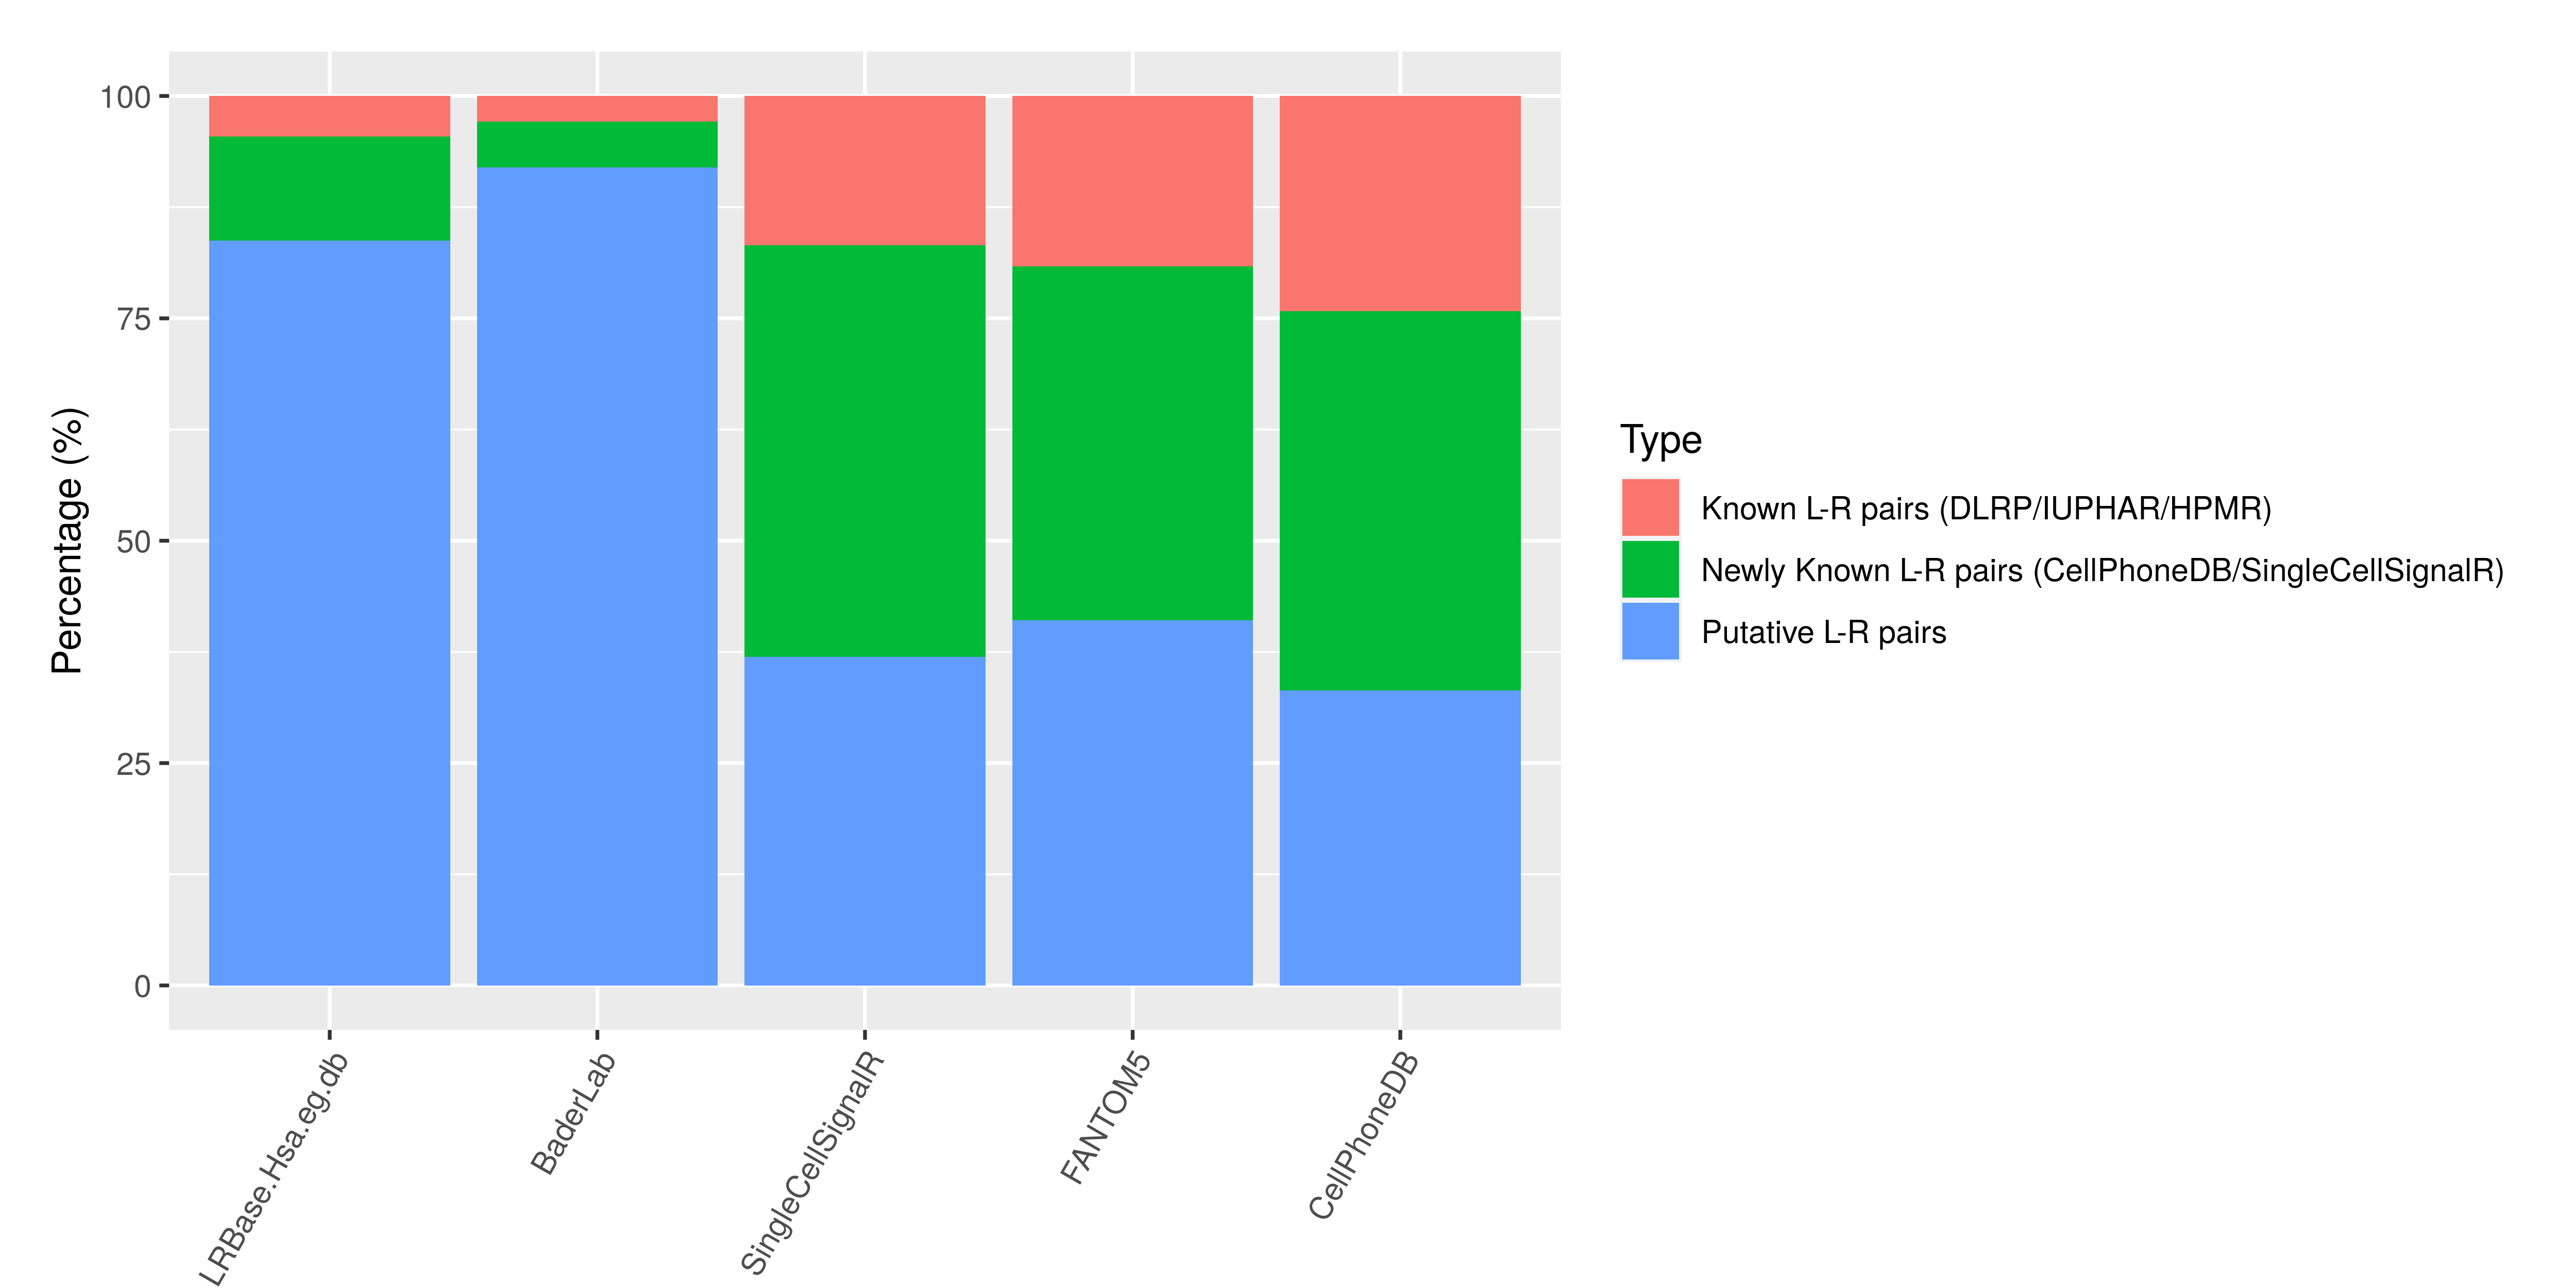 Percentage (%)
100
75
50
25
0
LRBase.Hsa.eg.db
BaderLab
SingleCellSignalR
FANTOM5
CellPhoneDB
Type
Known L-R pairs (DLRP/IUPHAR/HPMR)
Newly Known L-R pairs (CellPhoneDB/SingleCellSignalR)
Putative L-R pairs